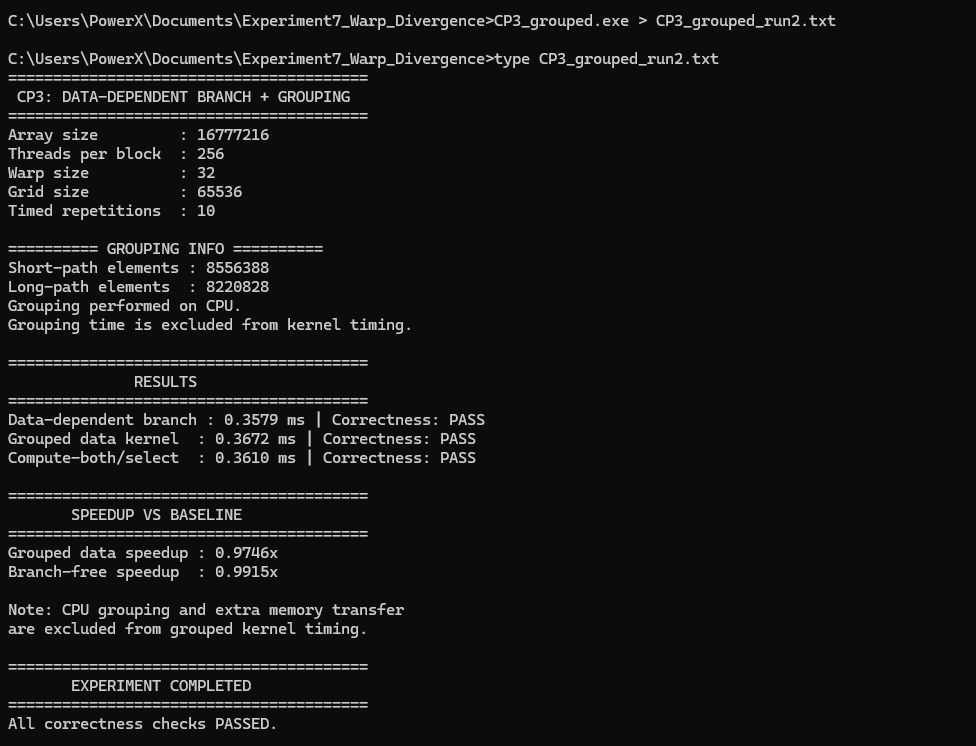 C:\Users\PowerX\Documents\Experiment7_Warp_Divergence>CP3_grouped.exe > CP3_grouped_run2.txt
C:\Users\PowerX\Documents\Experiment7_Warp_Divergence>type CP3_grouped_run2.txt
========================================
CP3: DATA-DEPENDENT BRANCH + GROUPING
========================================
Array size : 16777216
Threads per block : 256
Warp size : 32
Grid size : 65536
Timed repetitions : 10
========== GROUPING INFO ==========
Short-path elements : 8556388
Long-path elements : 8220828
Grouping performed on CPU.
Grouping time is excluded from kernel timing.
========================================
RESULTS
========================================
Data-dependent branch : 0.3579 ms | Correctness: PASS
Grouped data kernel : 0.3672 ms | Correctness: PASS
Compute-both/select : 0.3610 ms | Correctness: PASS
========================================
SPEEDUP VS BASELINE
========================================
Grouped data speedup : 0.9746x
Branch-free speedup : 0.9915x
Note: CPU grouping and extra memory transfer
are excluded from grouped kernel timing.
========================================
EXPERIMENT COMPLETED
========================================
All correctness checks PASSED.